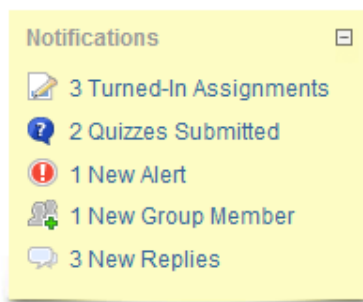 Notifications
3 Turned-In Assignments
2 Quizzes Submitted
1 New Alert
1 New Group Member
3 New Replies